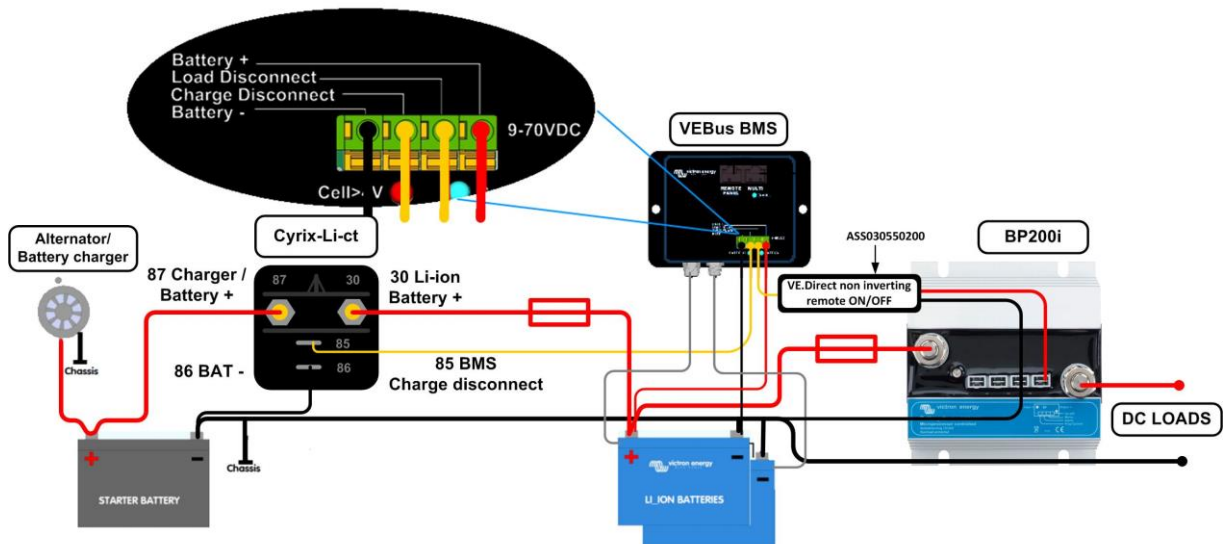 Battery +
Load Disconnect
Charge Disconnect
Battery -
9-70VDC
Cell> V
VEBus BMS
victron energy
REMOTE PANEL
MULTI
Cyrix-Li-ct
Alternator/
Battery charger
87 Charger /
Battery +
87
30
30 Li-ion
Battery +
85
86
85 BMS
Charge disconnect
86 BAT -
Chassis
ASS030550200
BP200i
VE.Direct non inviting
remote ON/OFF
DC LOADS
victron energy
Chassis
+
-
STARTER BATTERY
+
-
victron energy
LI_ION BATTERIES
-